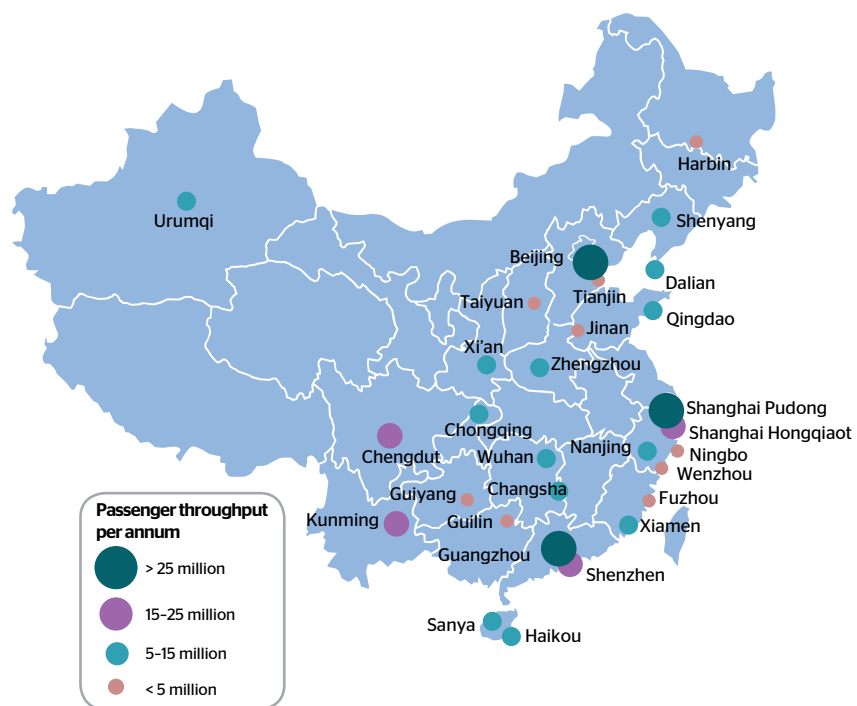 Harbin
Urumqi
Shenyang
Beijing
Dalian
Tianjin
Taiyuan
Qingdao
Jinan
Xi'an
Zhengzhou
Shanghai Pudong
Chongqing
Shanghai Hongqiaot
Chengdut
Wuhan
Nanjing
Ningbo
Wenzhou
Guiyang
Changsha
Fuzhou
Kunming
Guilin
Xiamen
Guangzhou
Shenzhen
Sanya
Haikou
Passenger throughput
per annum
> 25 million
15-25 million
5-15 million
< 5 million